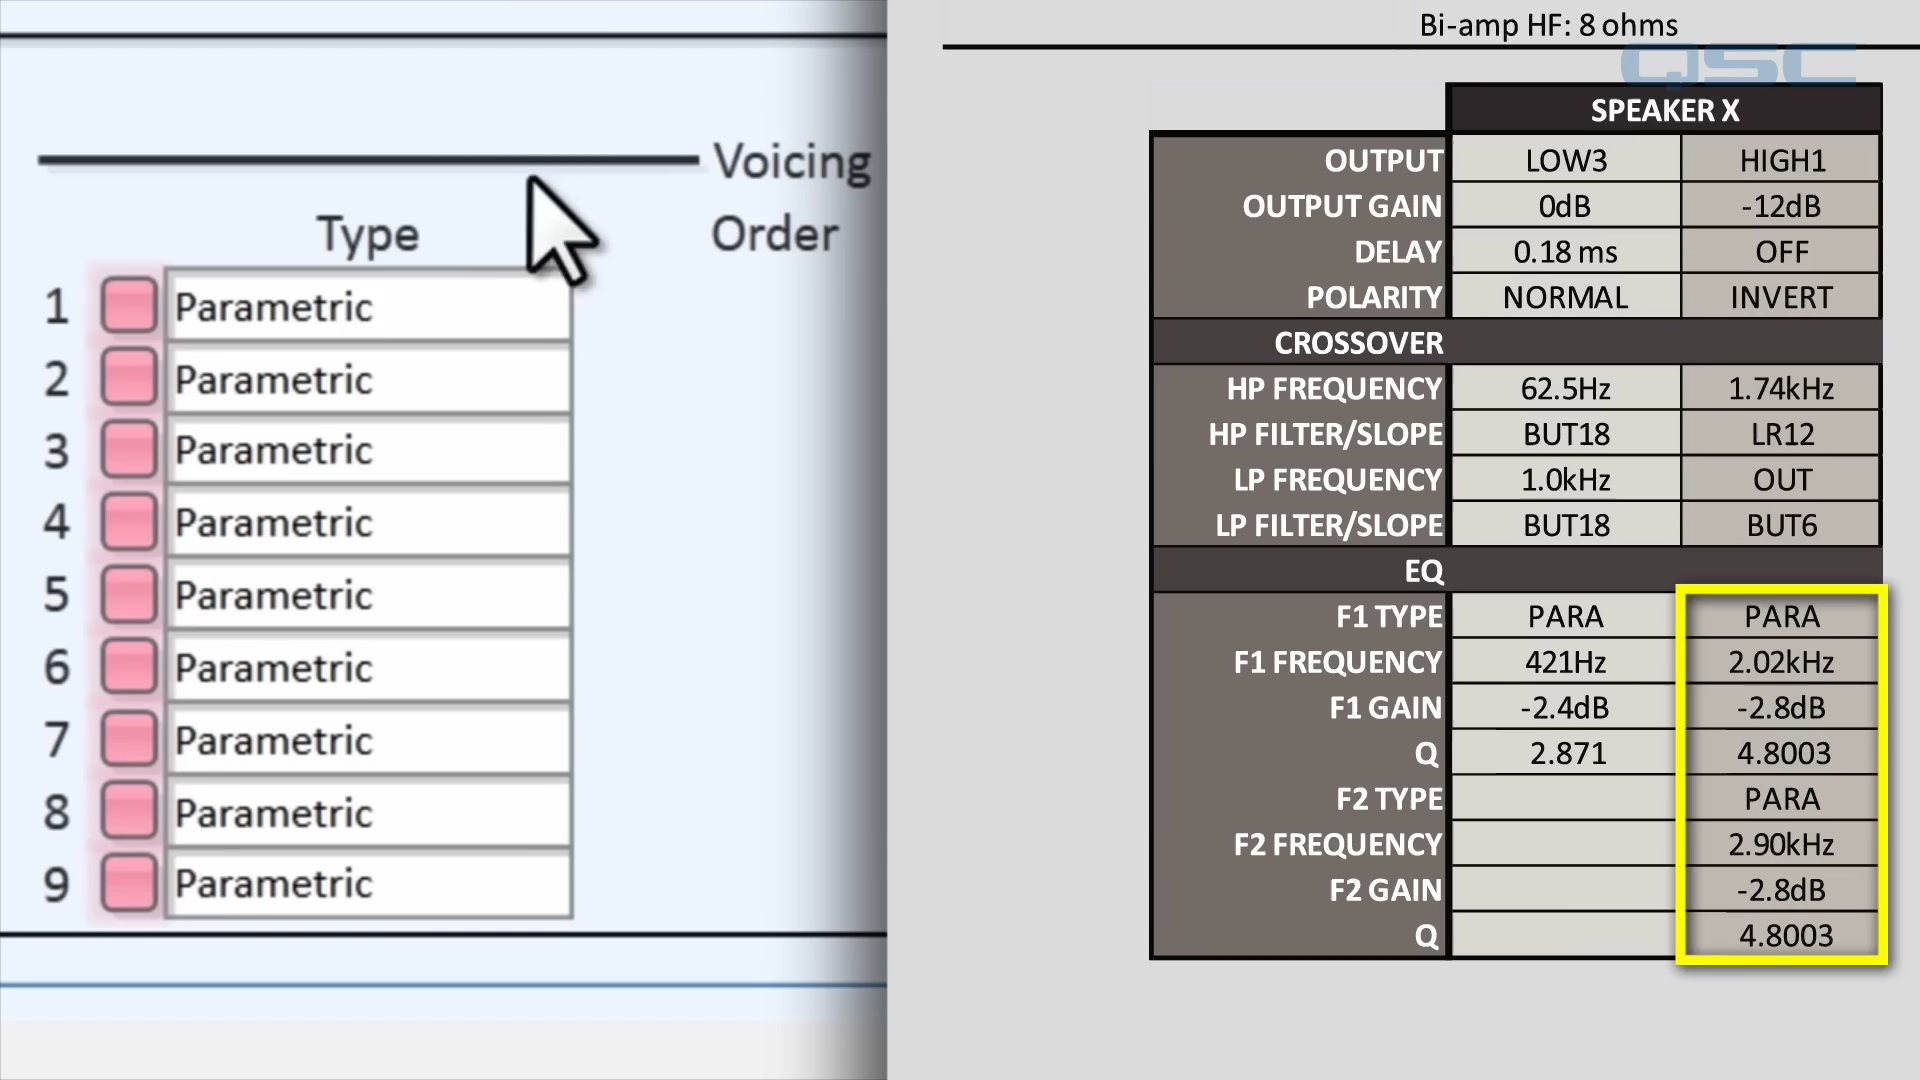 Voicing
Type Order
1 Parametric
2 Parametric
3 Parametric
4 Parametric
5 Parametric
6 Parametric
7 Parametric
8 Parametric
9 Parametric
Bi-amp HF: 8 ohms
QSC
SPEAKER X
OUTPUT LOW3 HIGH1
OUTPUT GAIN 0dB -12dB
DELAY 0.18 ms OFF
POLARITY NORMAL INVERT
CROSSOVER
HP FREQUENCY 62.5Hz 1.74kHz
HP FILTER/SLOPE BUT18 LR12
LP FREQUENCY 1.0kHz OUT
LP FILTER/SLOPE BUT18 BUT6
EQ
F1 TYPE PARA PARA
F1 FREQUENCY 421Hz 2.02kHz
F1 GAIN -2.4dB -2.8dB
Q 2.871 4.8003
F2 TYPE PARA
F2 FREQUENCY 2.90kHz
F2 GAIN -2.8dB
Q 4.8003